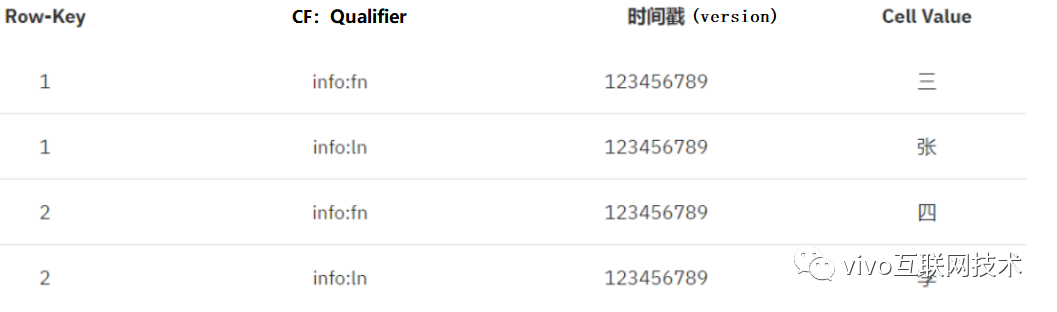 Row-Key CF：Qualifier 时间戳 (version) Cell Value
1 info:fn 123456789 三
1 info:ln 123456789 张
2 info:fn 123456789 四
2 info:ln 123456789 李
vivo互联网技术